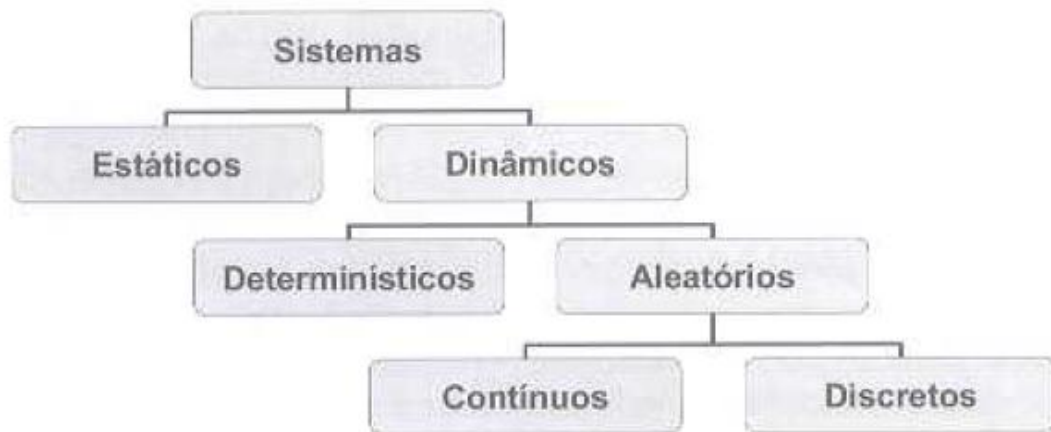 Sistemas
Estáticos
Dinâmicos
Determinísticos
Aleatórios
Contínuos
Discretos